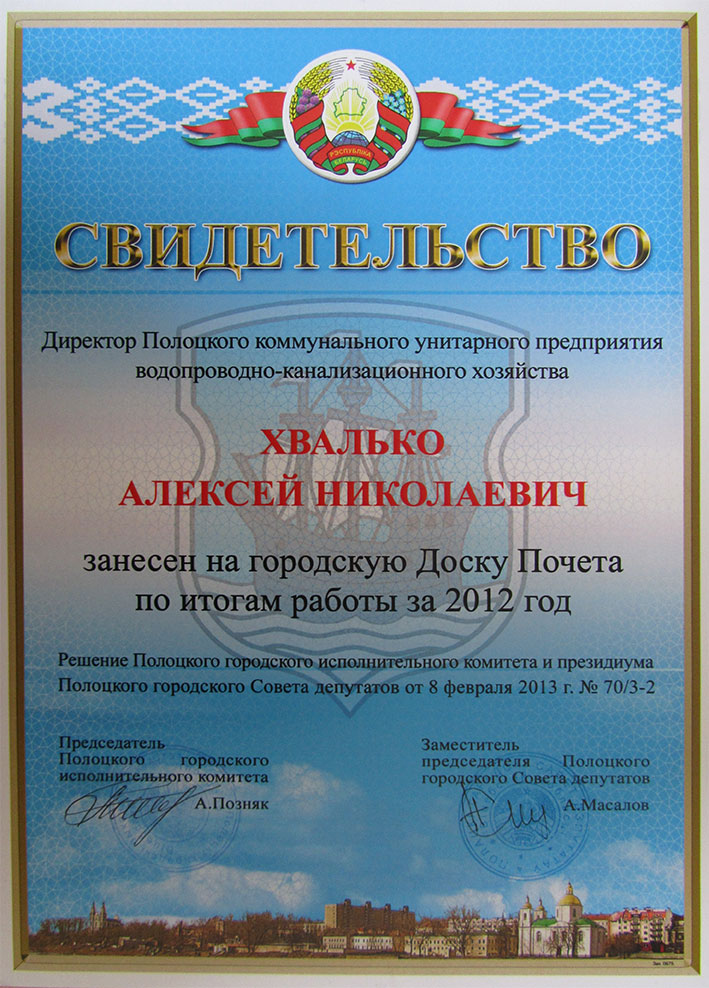 РЭСПУБЛІКА
БЕЛАРУСЬ
СВИДЕТЕЛЬСТВО
Директор Полоцкого коммунального унитарного предприятия
водопроводно-канализационного хозяйства
ХВАЛЬКО
АЛЕКСЕЙ НИКОЛАЕВИЧ
занесен на городскую Доску Почета
по итогам работы за 2012 год
Решение Полоцкого городского исполнительного комитета и президиума
Полоцкого городского Совета депутатов от 8 февраля 2013 г. № 70/3-2
Председатель
Полоцкого городского
исполнительного комитета
А.Позняк
Заместитель
председателя Полоцкого
городского Совета депутатов
А.Масалов